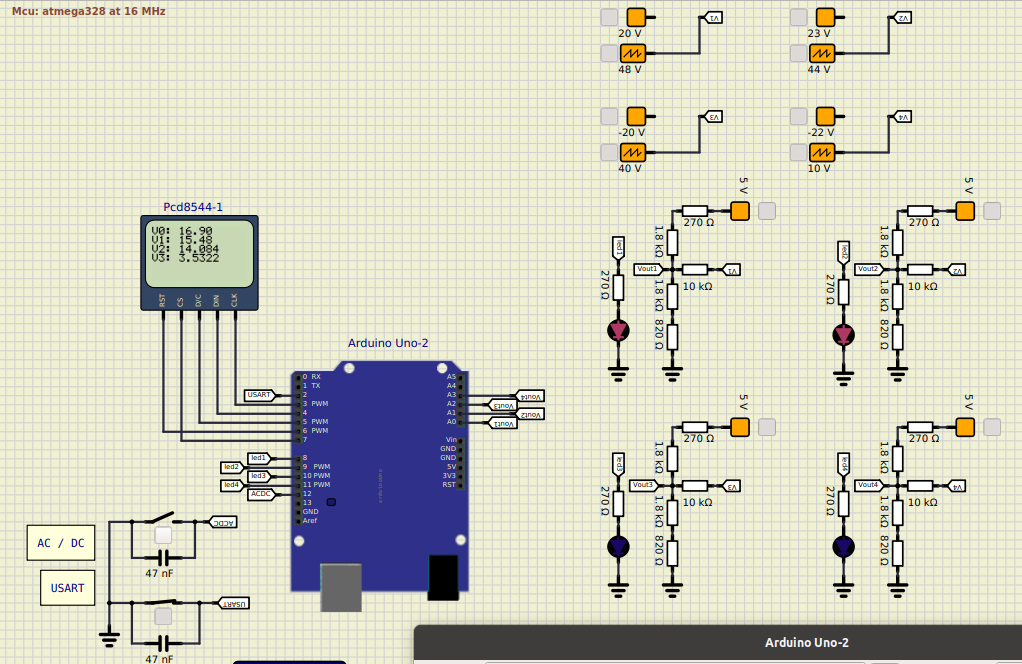 Mcu: atmega328 at 16 MHz
V1
20 V
48 V
V2
23 V
44 V
V3
-20 V
40 V
V4
-22 V
10 V
Pcd8544-1
V0: 16.90
V1: 15.48
V2: 14.084
V3: 3.5322
RST
CS
D/C
DIN
CLK
led1
270 Ω
1.8 kΩ
270 Ω
5 V
Vout1
V1
10 kΩ
1.8 kΩ
820 Ω
led2
270 Ω
1.8 kΩ
270 Ω
5 V
Vout2
V2
10 kΩ
1.8 kΩ
820 Ω
Arduino Uno-2
0 RX
1 TX
2
3 PWM
4
5 PWM
6 PWM
7
8
9 PWM
10 PWM
11 PWM
12
13
GND
Aref
A5
A4
A3
A2
A1
A0
Vin
GND
GND
5V
3V3
RST
USART
led1
led2
led3
led4
ACDC
Vout4
Vout3
Vout2
Vout1
led3
270 Ω
1.8 kΩ
270 Ω
5 V
Vout3
V3
10 kΩ
1.8 kΩ
820 Ω
led4
270 Ω
1.8 kΩ
270 Ω
5 V
Vout4
V4
10 kΩ
1.8 kΩ
820 Ω
AC / DC
ACDC
47 nF
USART
USART
47 nF
Arduino Uno-2